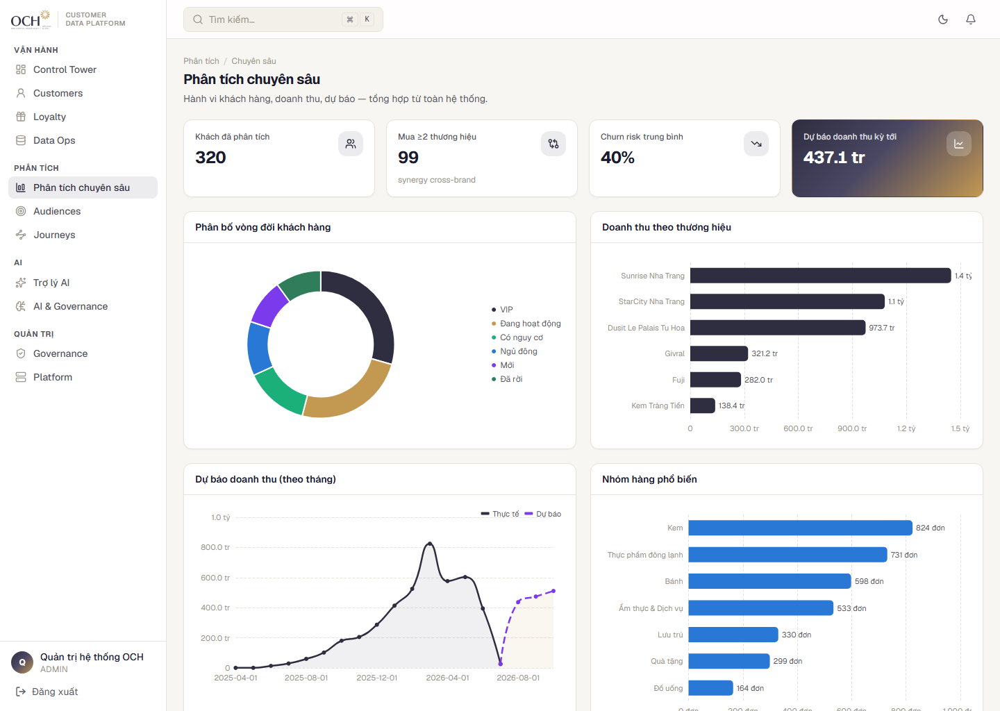 OCH
CUSTOMER
DATA PLATFORM
Tìm kiếm...
⌘
K
VẬN HÀNH
Control Tower
Customers
Loyalty
Data Ops
PHÂN TÍCH
Phân tích chuyên sâu
Audiences
Journeys
AI
Trợ lý AI
AI & Governance
QUẢN TRỊ
Governance
Platform
Q
Quản trị hệ thống OCH
ADMIN
Đăng xuất
Phân tích / Chuyên sâu
Phân tích chuyên sâu
Hành vi khách hàng, doanh thu, dự báo — tổng hợp từ toàn hệ thống.
Khách đã phân tích
320
Mua ≥2 thương hiệu
99
synergy cross-brand
Churn risk trung bình
40%
Dự báo doanh thu kỳ tới
437.1 tr
Phân bố vòng đời khách hàng
VIP
Đang hoạt động
Có nguy cơ
Ngủ đông
Mới
Đã rời
Doanh thu theo thương hiệu
Sunrise Nha Trang 1.4 tỷ
StarCity Nha Trang 1.1 tỷ
Dusit Le Palais Tu Hoa 973.7 tr
Givral 321.2 tr
Fuji 282.0 tr
Kem Tràng Tiền 138.4 tr
0 300.0 tr 600.0 tr 900.0 tr 1.2 tỷ 1.5 tỷ
Dự báo doanh thu (theo tháng)
Thực tế Dự báo
1.0 tỷ
800.0 tr
600.0 tr
400.0 tr
200.0 tr
0
2025-04-01 2025-08-01 2025-12-01 2026-04-01 2026-08-01
Nhóm hàng phổ biến
Kem 824 đơn
Thực phẩm đông lạnh 731 đơn
Bánh 598 đơn
Ẩm thực & Dịch vụ 533 đơn
Lưu trú 330 đơn
Quà tặng 299 đơn
Đồ uống 164 đơn
0 đơn 200 đơn 400 đơn 600 đơn 800 đơn